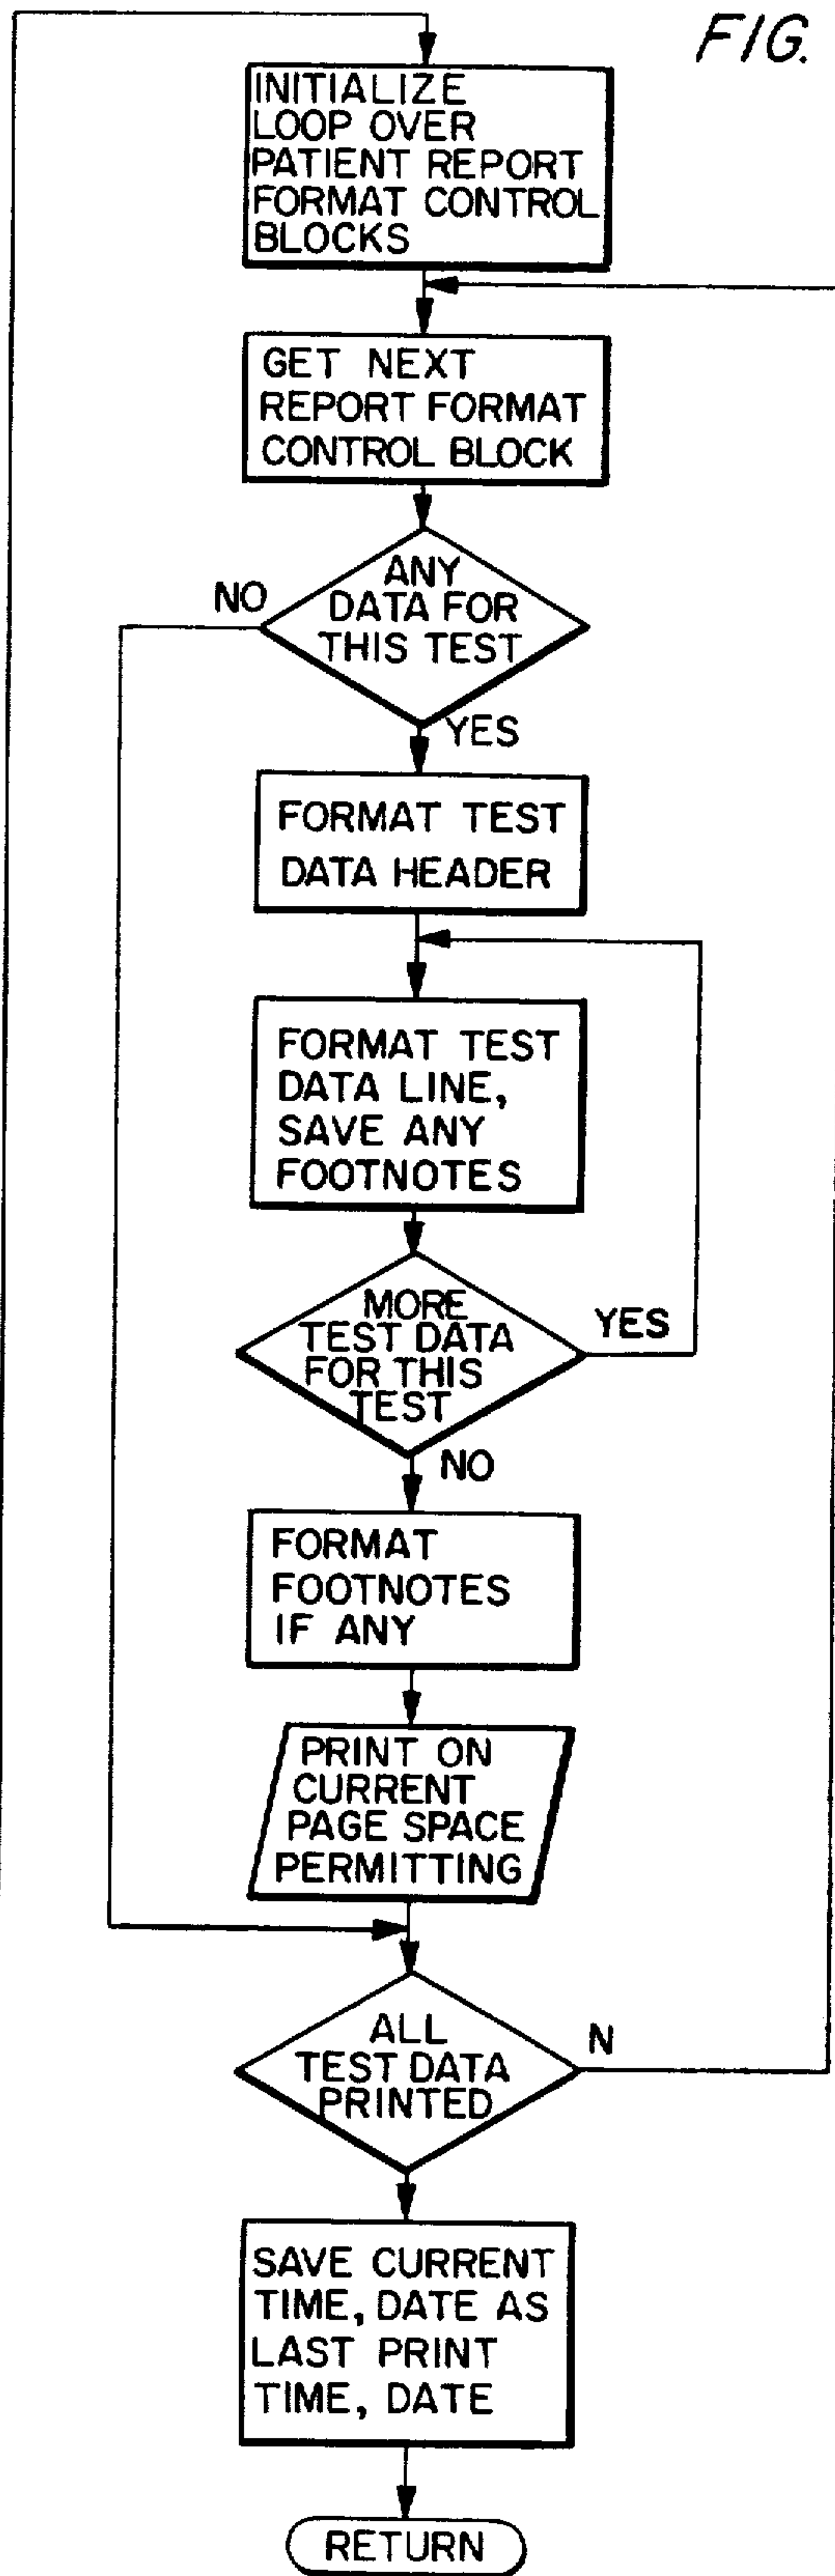 FIG.
INITIALIZE
LOOP OVER
PATIENT REPORT
FORMAT CONTROL
BLOCKS
GET NEXT
REPORT FORMAT
CONTROL BLOCK
NO
ANY
DATA FOR
THIS TEST
YES
FORMAT TEST
DATA HEADER
FORMAT TEST
DATA LINE,
SAVE ANY
FOOTNOTES
MORE
TEST DATA
FOR THIS
TEST
YES
NO
FORMAT
FOOTNOTES
IF ANY
PRINT ON
CURRENT
PAGE SPACE
PERMITTING
ALL
TEST DATA
PRINTED
N
SAVE CURRENT
TIME, DATE AS
LAST PRINT
TIME, DATE
RETURN